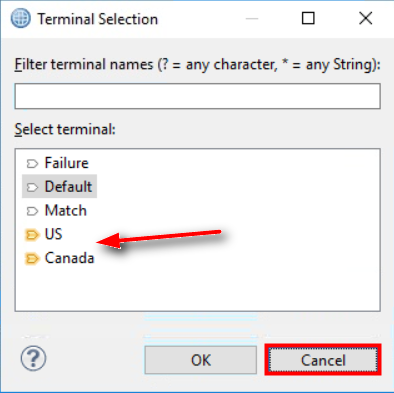 Terminal Selection
Filter terminal names (? = any character, * = any String):
Select terminal:
Failure
Default
Match
US
Canada
?
OK Cancel